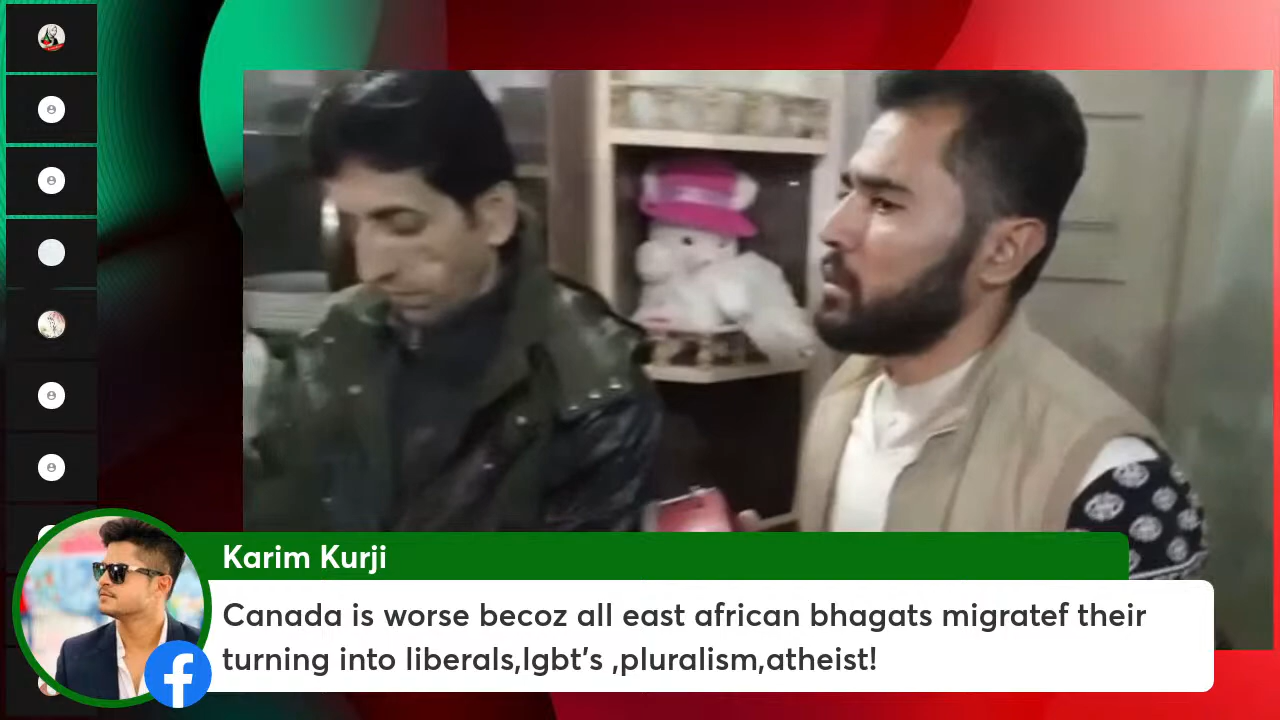 Karim Kurji
Canada is worse becoz all east african bhagats migratef their
turning into liberals,lgbt's ,pluralism,atheist!